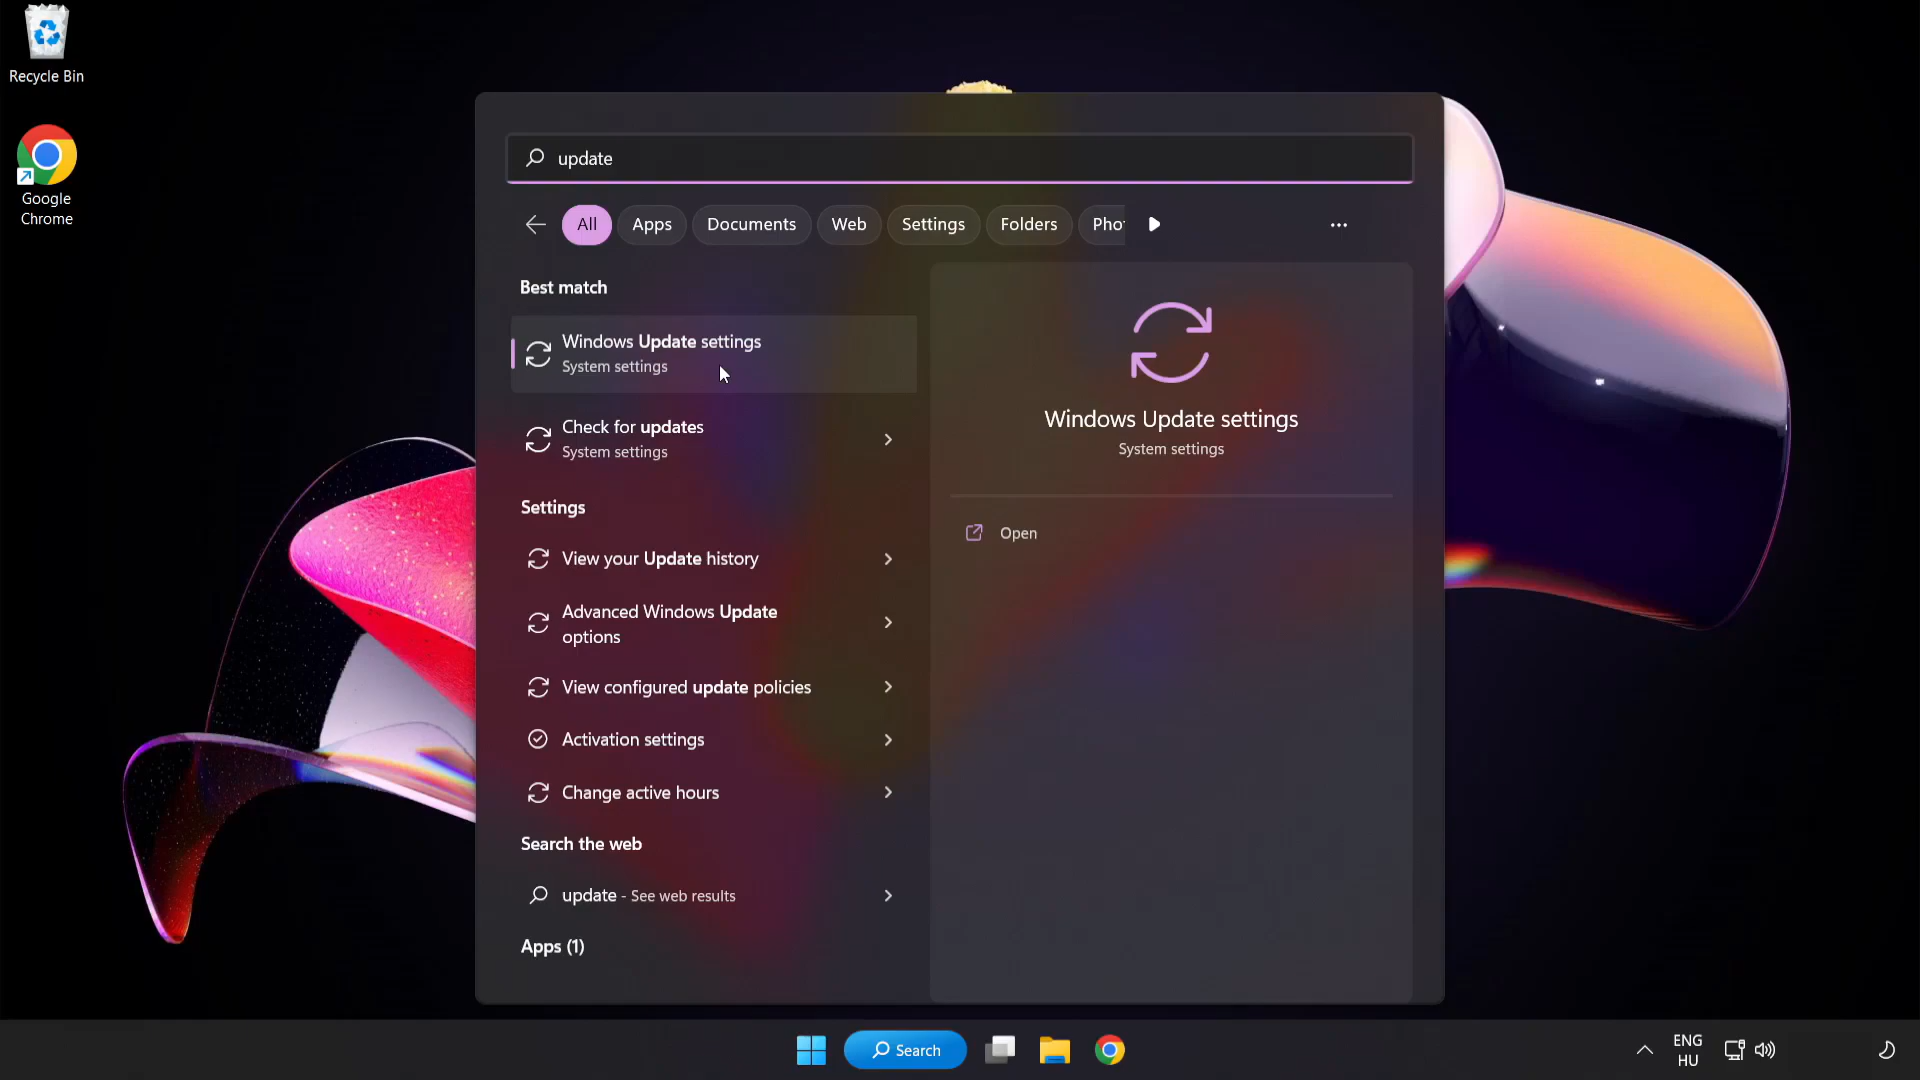 Recycle Bin
Google
Chrome
update
All
Apps
Documents
Web
Settings
Folders
Pho
Best match
Windows Update settings
System settings
Check for updates
System settings
Settings
View your Update history
Advanced Windows Update
options
View configured update policies
Activation settings
Change active hours
Search the web
update - See web results
Apps (1)
Windows Update settings
System settings
Open
Search
ENG
HU